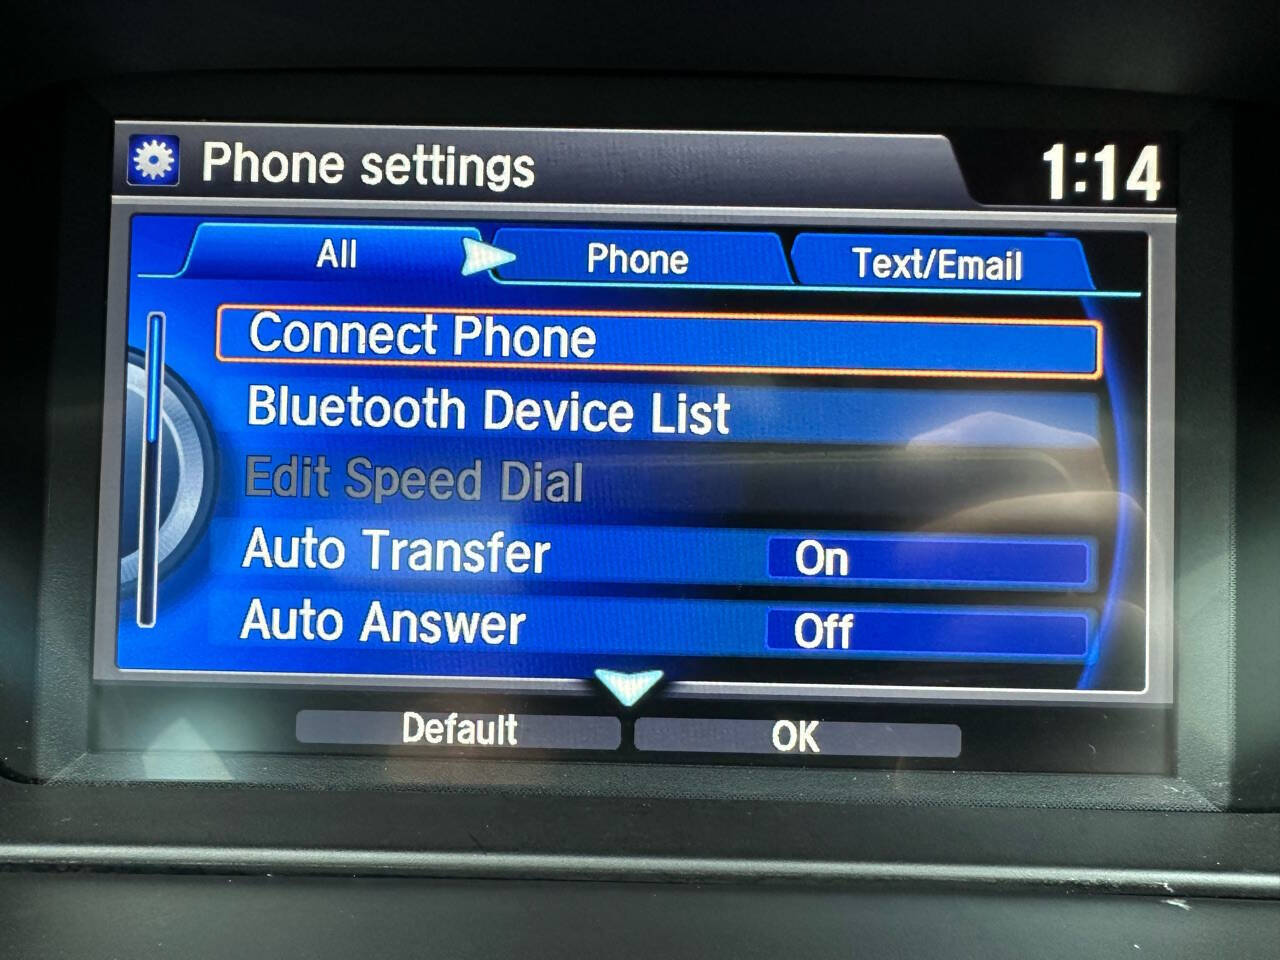 Phone settings 1:14
All Phone Text/Email
Connect Phone
Bluetooth Device List
Edit Speed Dial
Auto Transfer On
Auto Answer Off
Default OK